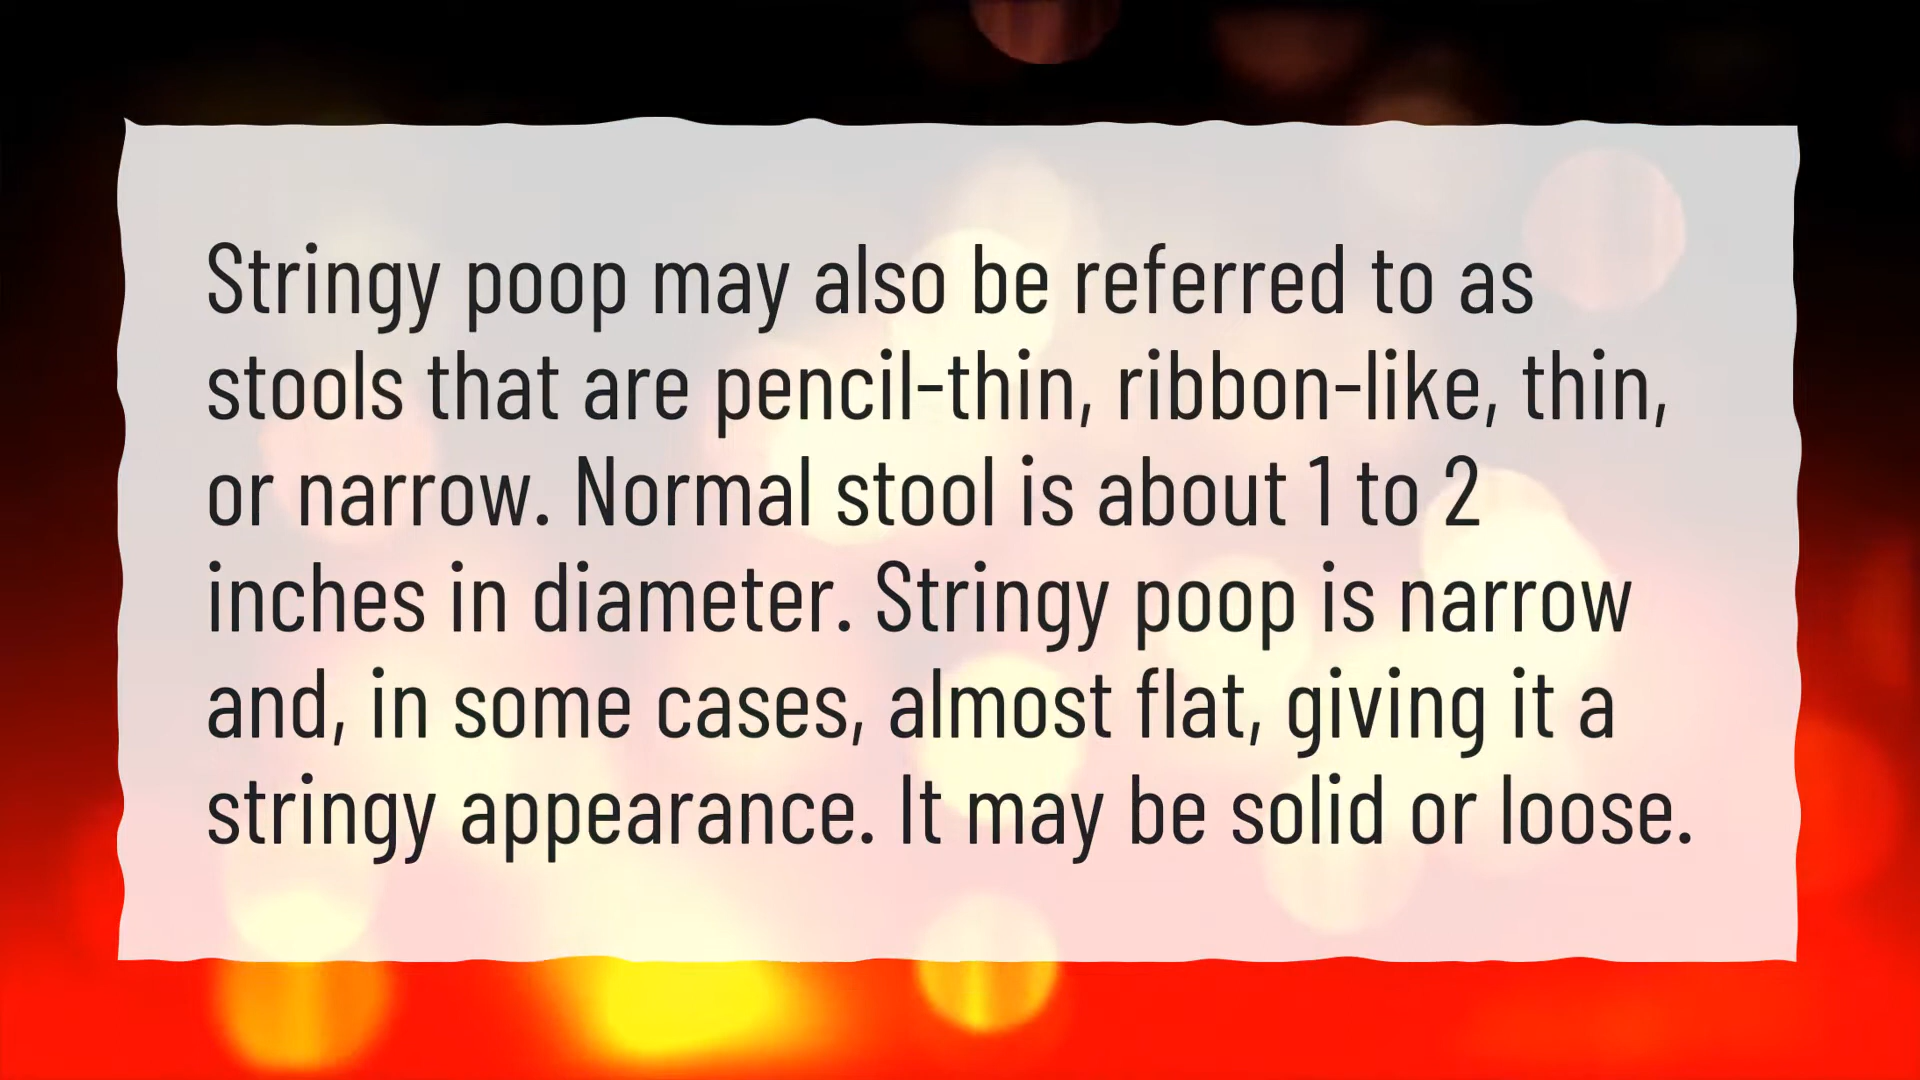 Stringy poop may also be referred to as
stools that are pencil-thin, ribbon-like, thin,
or narrow. Normal stool is about 1 to 2
inches in diameter. Stringy poop is narrow
and, in some cases, almost flat, giving it a
stringy appearance. It may be solid or loose.